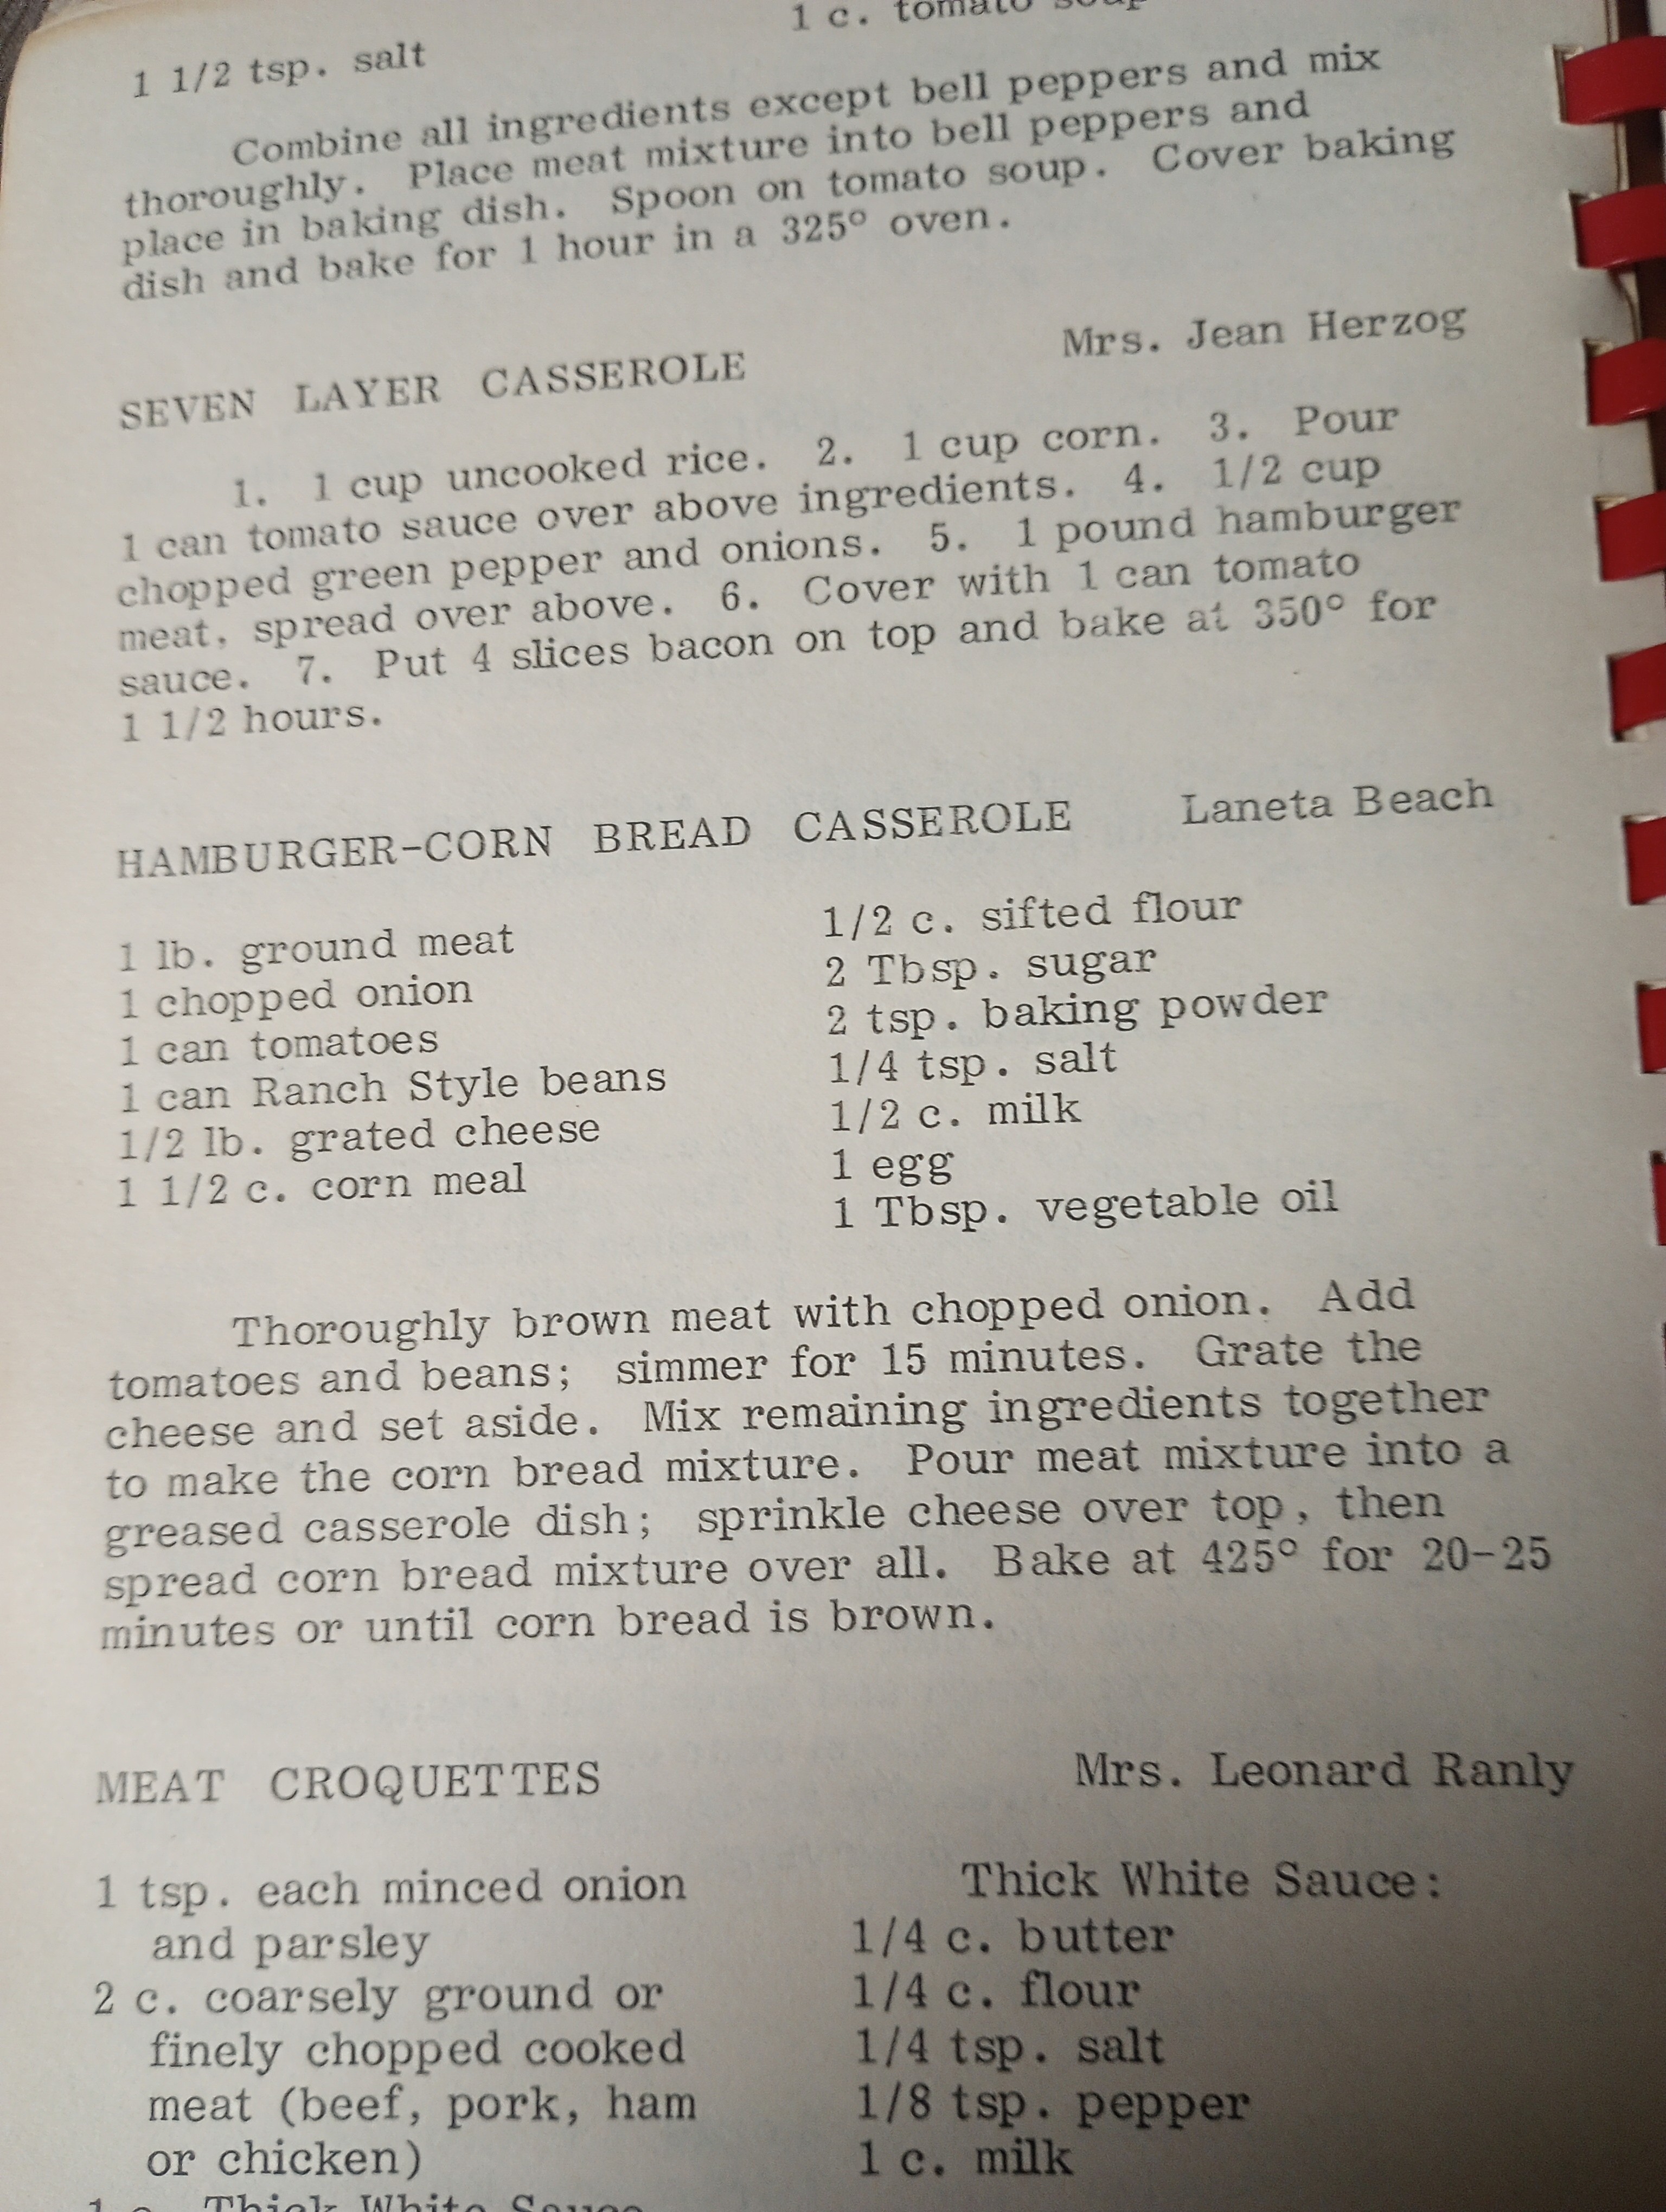 1 c. tomato soup
1 1/2 tsp. salt
Combine all ingredients except bell peppers and mix
thoroughly. Place meat mixture into bell peppers and
place in baking dish. Spoon on tomato soup. Cover baking
dish and bake for 1 hour in a 325° oven.
SEVEN LAYER CASSEROLE Mrs. Jean Herzog
1. 1 cup uncooked rice. 2. 1 cup corn. 3. Pour
1 can tomato sauce over above ingredients. 4. 1/2 cup
chopped green pepper and onions. 5. 1 pound hamburger
meat, spread over above. 6. Cover with 1 can tomato
sauce. 7. Put 4 slices bacon on top and bake at 350° for
1 1/2 hours.
HAMBURGER-CORN BREAD CASSEROLE Laneta Beach
1 lb. ground meat
1 chopped onion
1 can tomatoes
1 can Ranch Style beans
1/2 lb. grated cheese
1 1/2 c. corn meal
1/2 c. sifted flour
2 Tbsp. sugar
2 tsp. baking powder
1/4 tsp. salt
1/2 c. milk
1 egg
1 Tbsp. vegetable oil
Thoroughly brown meat with chopped onion. Add
tomatoes and beans; simmer for 15 minutes. Grate the
cheese and set aside. Mix remaining ingredients together
to make the corn bread mixture. Pour meat mixture into a
greased casserole dish; sprinkle cheese over top, then
spread corn bread mixture over all. Bake at 425° for 20-25
minutes or until corn bread is brown.
MEAT CROQUETTES Mrs. Leonard Ranly
1 tsp. each minced onion
and parsley
2 c. coarsely ground or
finely chopped cooked
meat (beef, pork, ham
or chicken)
1 c. Thick White Sauce
Thick White Sauce:
1/4 c. butter
1/4 c. flour
1/4 tsp. salt
1/8 tsp. pepper
1 c. milk